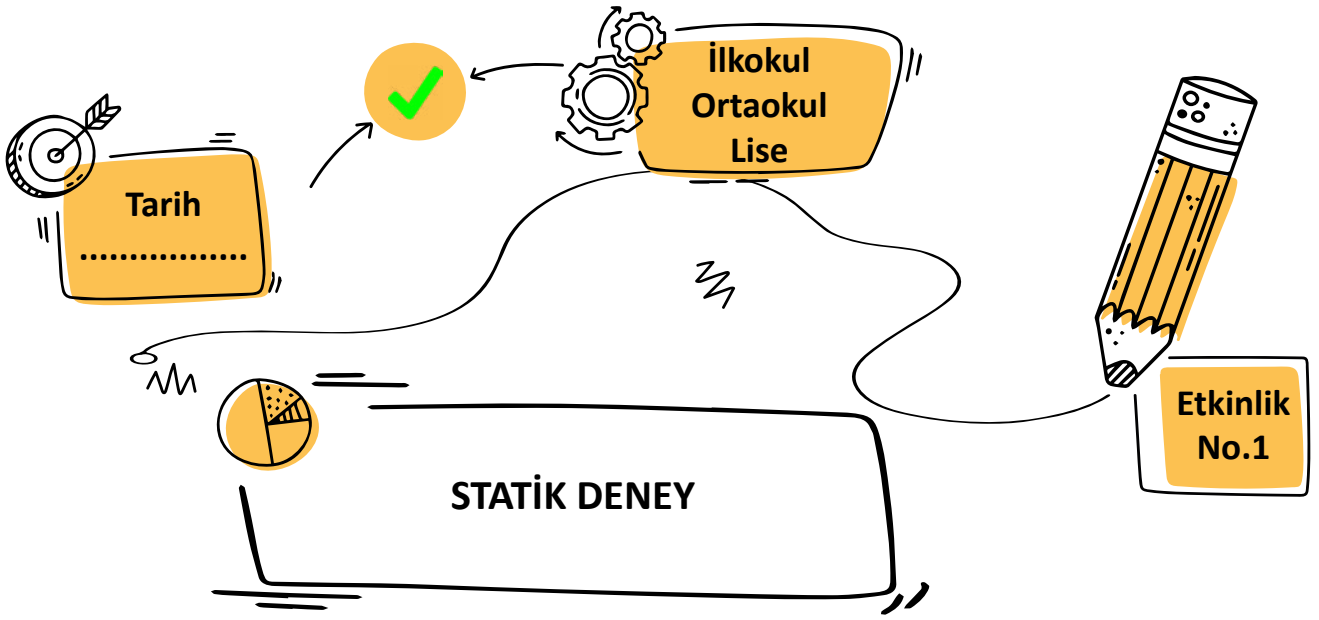 İlkokul
Ortaokul
Lise
Tarih
.................
STATİK DENEY
Etkinlik
No.1